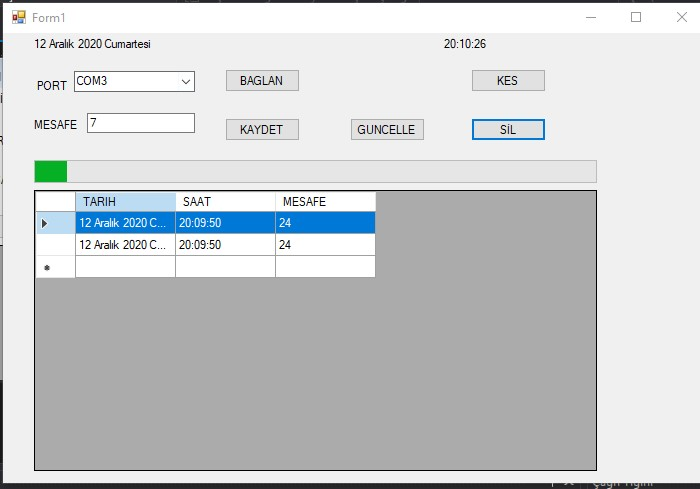 Form1
12 Aralık 2020 Cumartesi 20:10:26
PORT COM3 BAGLAN KES
MESAFE 7 KAYDET GUNCELLE SİL
TARIH SAAT MESAFE
12 Aralık 2020 C... 20:09:50 24
12 Aralık 2020 C... 20:09:50 24